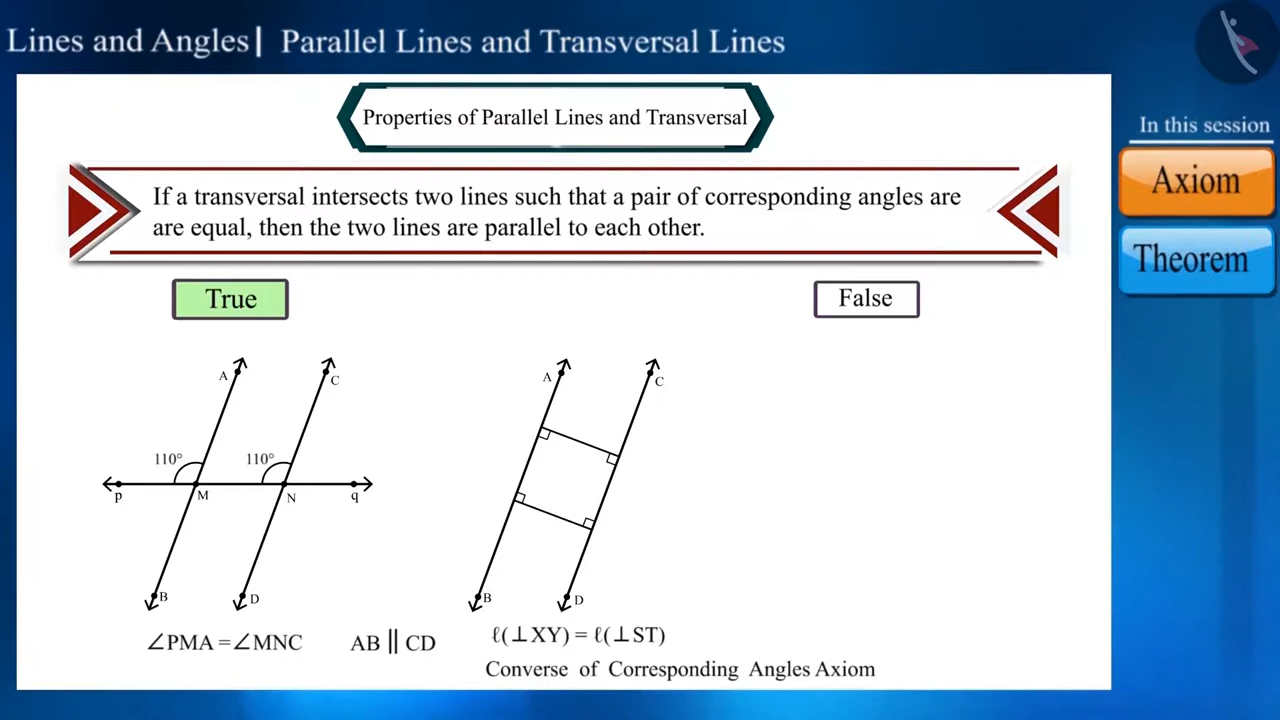 Lines and Angles| Parallel Lines and Transversal Lines
In this session
Axiom
Theorem
Properties of Parallel Lines and Transversal
If a transversal intersects two lines such that a pair of corresponding angles are
are equal, then the two lines are parallel to each other.
True
False
A
C
110°
110°
p
M
N
q
B
D
A
C
B
D
∠PMA = ∠MNC
AB || CD
ℓ(⊥XY) = ℓ(⊥ST)
Converse of Corresponding Angles Axiom